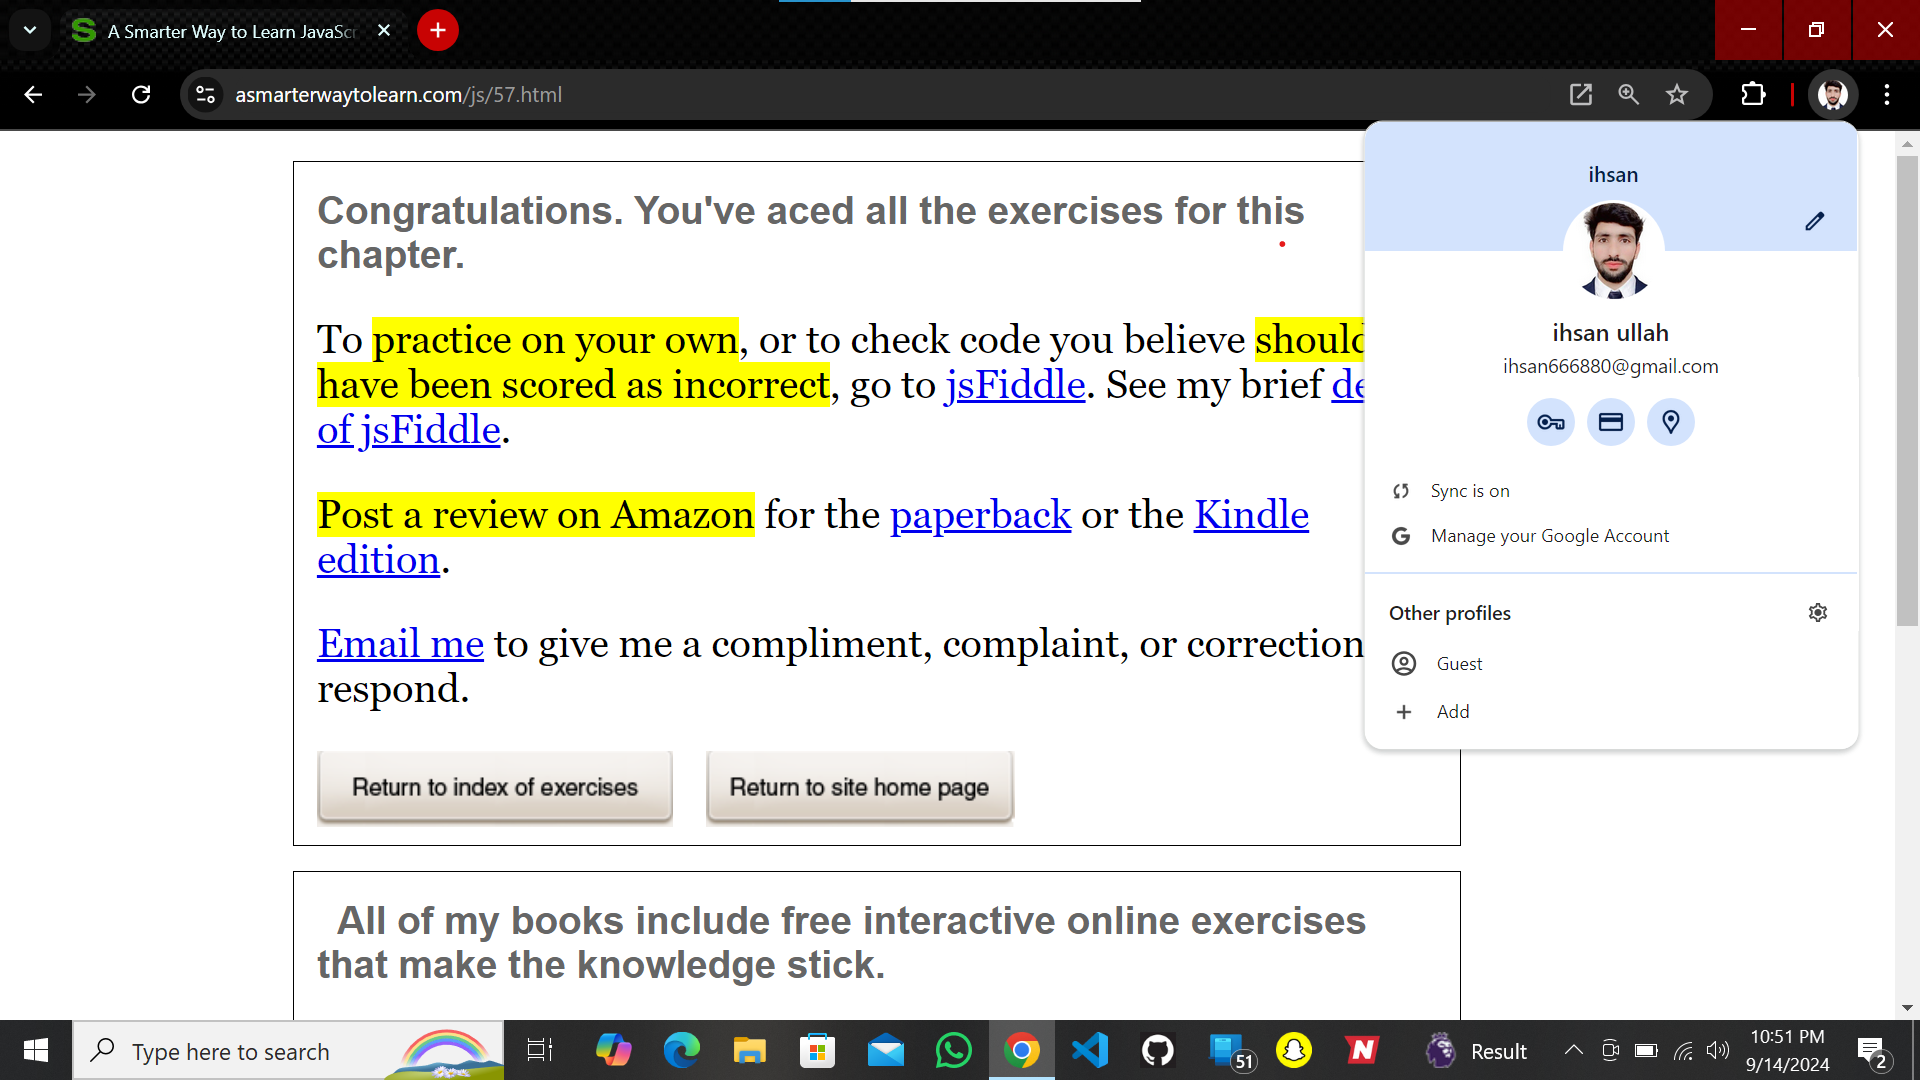 A Smarter Way to Learn JavaScr
asmarterwaytolearn.com/js/57.html
Congratulations. You've aced all the exercises for this
chapter.
To practice on your own, or to check code you believe should
have been scored as incorrect, go to jsFiddle. See my brief de
of jsFiddle.
Post a review on Amazon for the paperback or the Kindle
edition.
Email me to give me a compliment, complaint, or correction
respond.
Return to index of exercises
Return to site home page
All of my books include free interactive online exercises
that make the knowledge stick.
ihsan
ihsan ullah
ihsan666880@gmail.com
Sync is on
Manage your Google Account
Other profiles
Guest
Add
Type here to search
51
Result
10:51 PM
9/14/2024
2